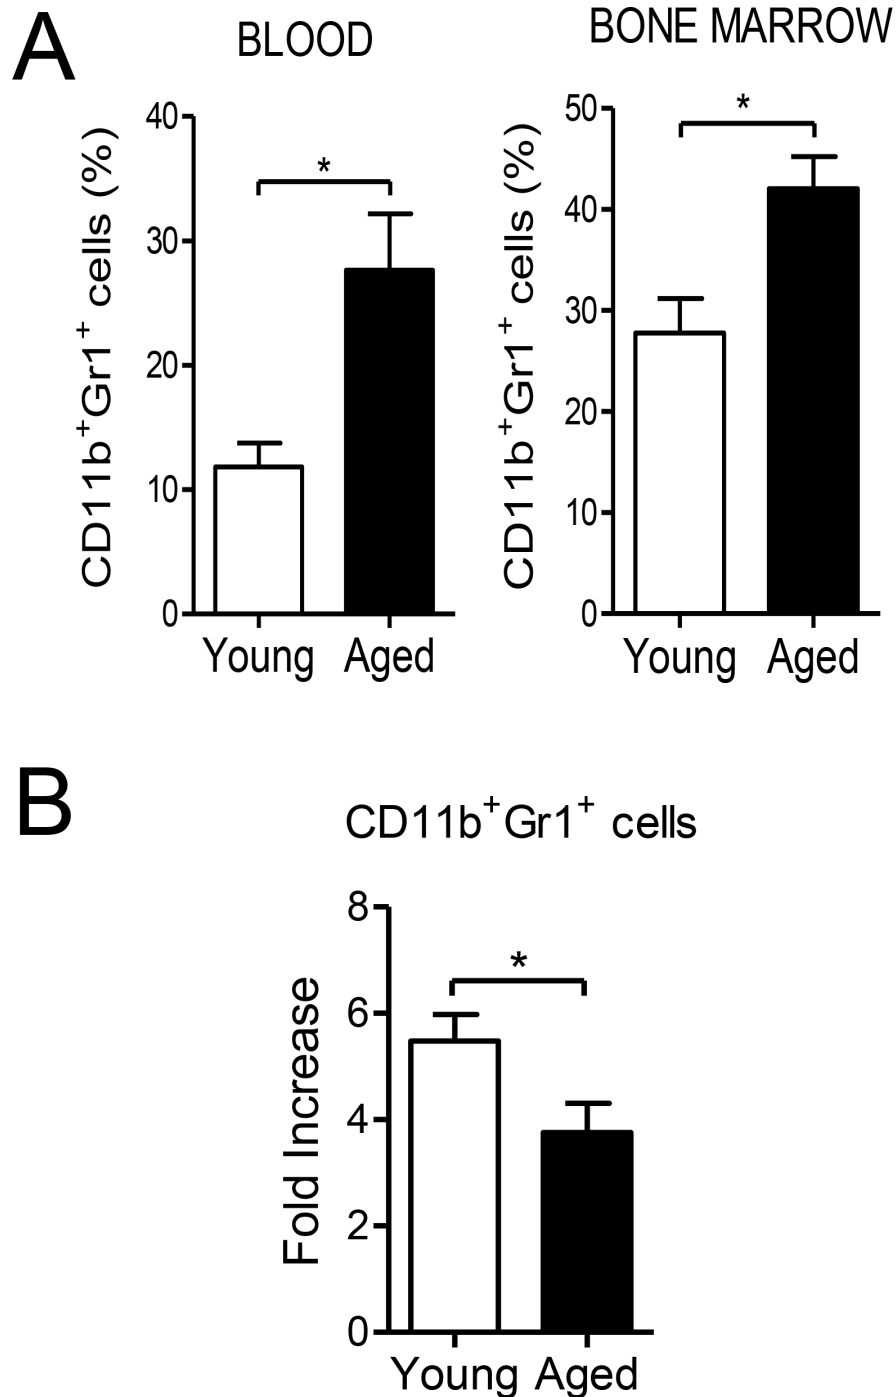 A
BLOOD
CD11b⁺Gr1⁺ cells (%)
40
30
20
10
0
*
Young Aged
BONE MARROW
CD11b⁺Gr1⁺ cells (%)
50
40
30
20
10
0
*
Young Aged
B
CD11b⁺Gr1⁺ cells
Fold Increase
8
6
4
2
0
*
Young Aged